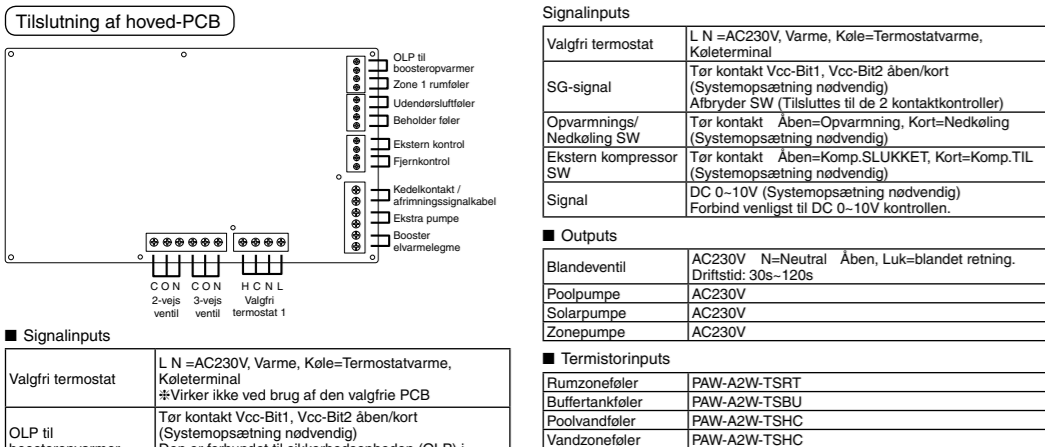 Tilslutning af hoved-PCB
OLP til
boosteropvarmer
Zone 1 rumføler
Udendørsluftføler
Beholder føler
Ekstern kontrol
Fjernkontrol
Kedelkontakt /
afrimningssignalkabel
Ekstra pumpe
Booster
elvarmelegme
C O N C O N H C N L
2-vejs ventil
3-vejs ventil
Valgfri termostat 1
■ Signalinputs
Valgfri termostat
L N =AC230V, Varme, Køle=Termostatvarme,
Køleterminal
❉Virker ikke ved brug af den valgfrie PCB
OLP til
boosteropvarmer
Tør kontakt Vcc-Bit1, Vcc-Bit2 åben/kort
(Systemopsætning nødvendig)
Den er forbundet til sikkerhedsenheden (OLP) i
Signalinputs
Valgfri termostat
L N =AC230V, Varme, Køle=Termostatvarme,
Køleterminal
SG-signal
Tør kontakt Vcc-Bit1, Vcc-Bit2 åben/kort
(Systemopsætning nødvendig)
Afbryder SW (Tilsluttes til de 2 kontaktkontroller)
Opvarmnings/
Nedkøling SW
Tør kontakt Åben=Opvarmning, Kort=Nedkøling
(Systemopsætning nødvendig)
Ekstern kompressor
SW
Tør kontakt Åben=Komp.SLUKKET, Kort=Komp.TIL
(Systemopsætning nødvendig)
Signal
DC 0~10V (Systemopsætning nødvendig)
Forbind venligst til DC 0~10V kontrollen.
■ Outputs
Blandeventil
AC230V N=Neutral Åben, Luk=blandet retning.
Driftstid: 30s~120s
Poolpumpe AC230V
Solarpumpe AC230V
Zonepumpe AC230V
■ Termistorinputs
Rumzoneføler PAW-A2W-TSRT
Buffertankføler PAW-A2W-TSBU
Poolvandføler PAW-A2W-TSHC
Vandzoneføler PAW-A2W-TSHC